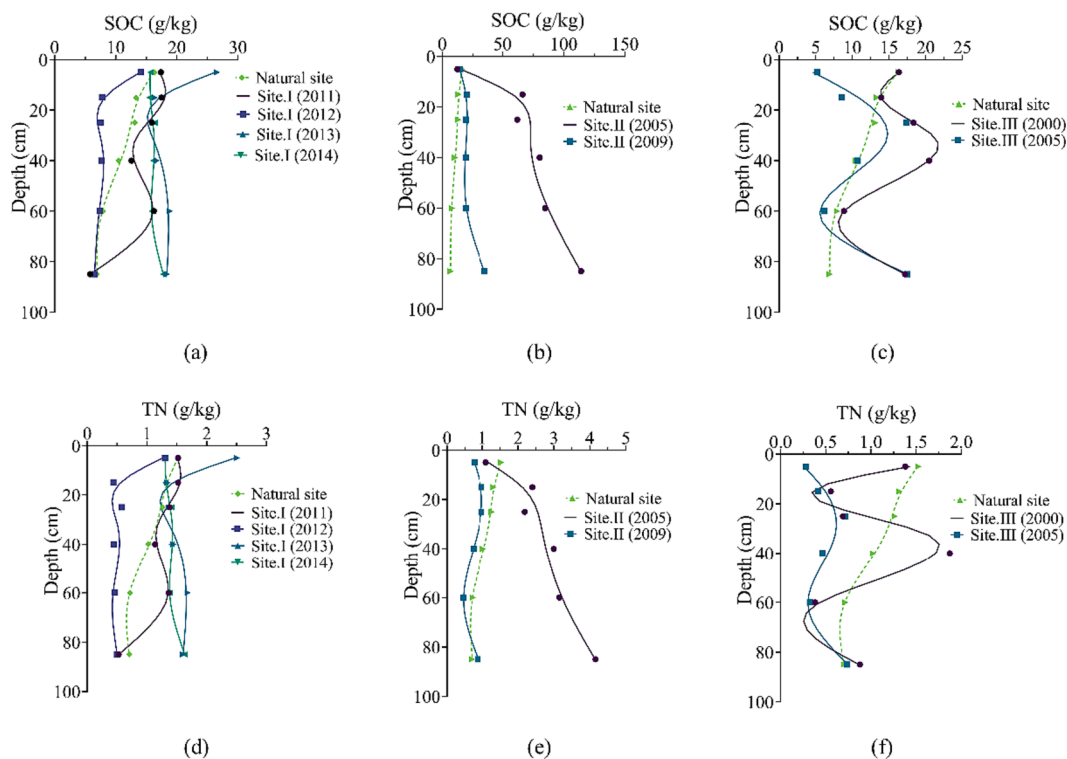 SOC (g/kg)
0 10 20 30
0
20
40
60
80
100
Depth (cm)
Natural site
Site.I (2011)
Site.I (2012)
Site.I (2013)
Site.I (2014)
(a)
SOC (g/kg)
0 50 100 150
0
20
40
60
80
100
Depth (cm)
Natural site
Site.II (2005)
Site.II (2009)
(b)
SOC (g/kg)
0 5 10 15 20 25
0
20
40
60
80
100
Depth (cm)
Natural site
Site.III (2000)
Site.III (2005)
(c)
TN (g/kg)
0 1 2 3
0
20
40
60
80
100
Depth (cm)
Natural site
Site.I (2011)
Site.I (2012)
Site.I (2013)
Site.I (2014)
(d)
TN (g/kg)
0 1 2 3 4 5
0
20
40
60
80
100
Depth (cm)
Natural site
Site.II (2005)
Site.II (2009)
(e)
TN (g/kg)
0.0 0.5 1.0 1.5 2.0
0
20
40
60
80
100
Depth (cm)
Natural site
Site.III (2000)
Site.III (2005)
(f)